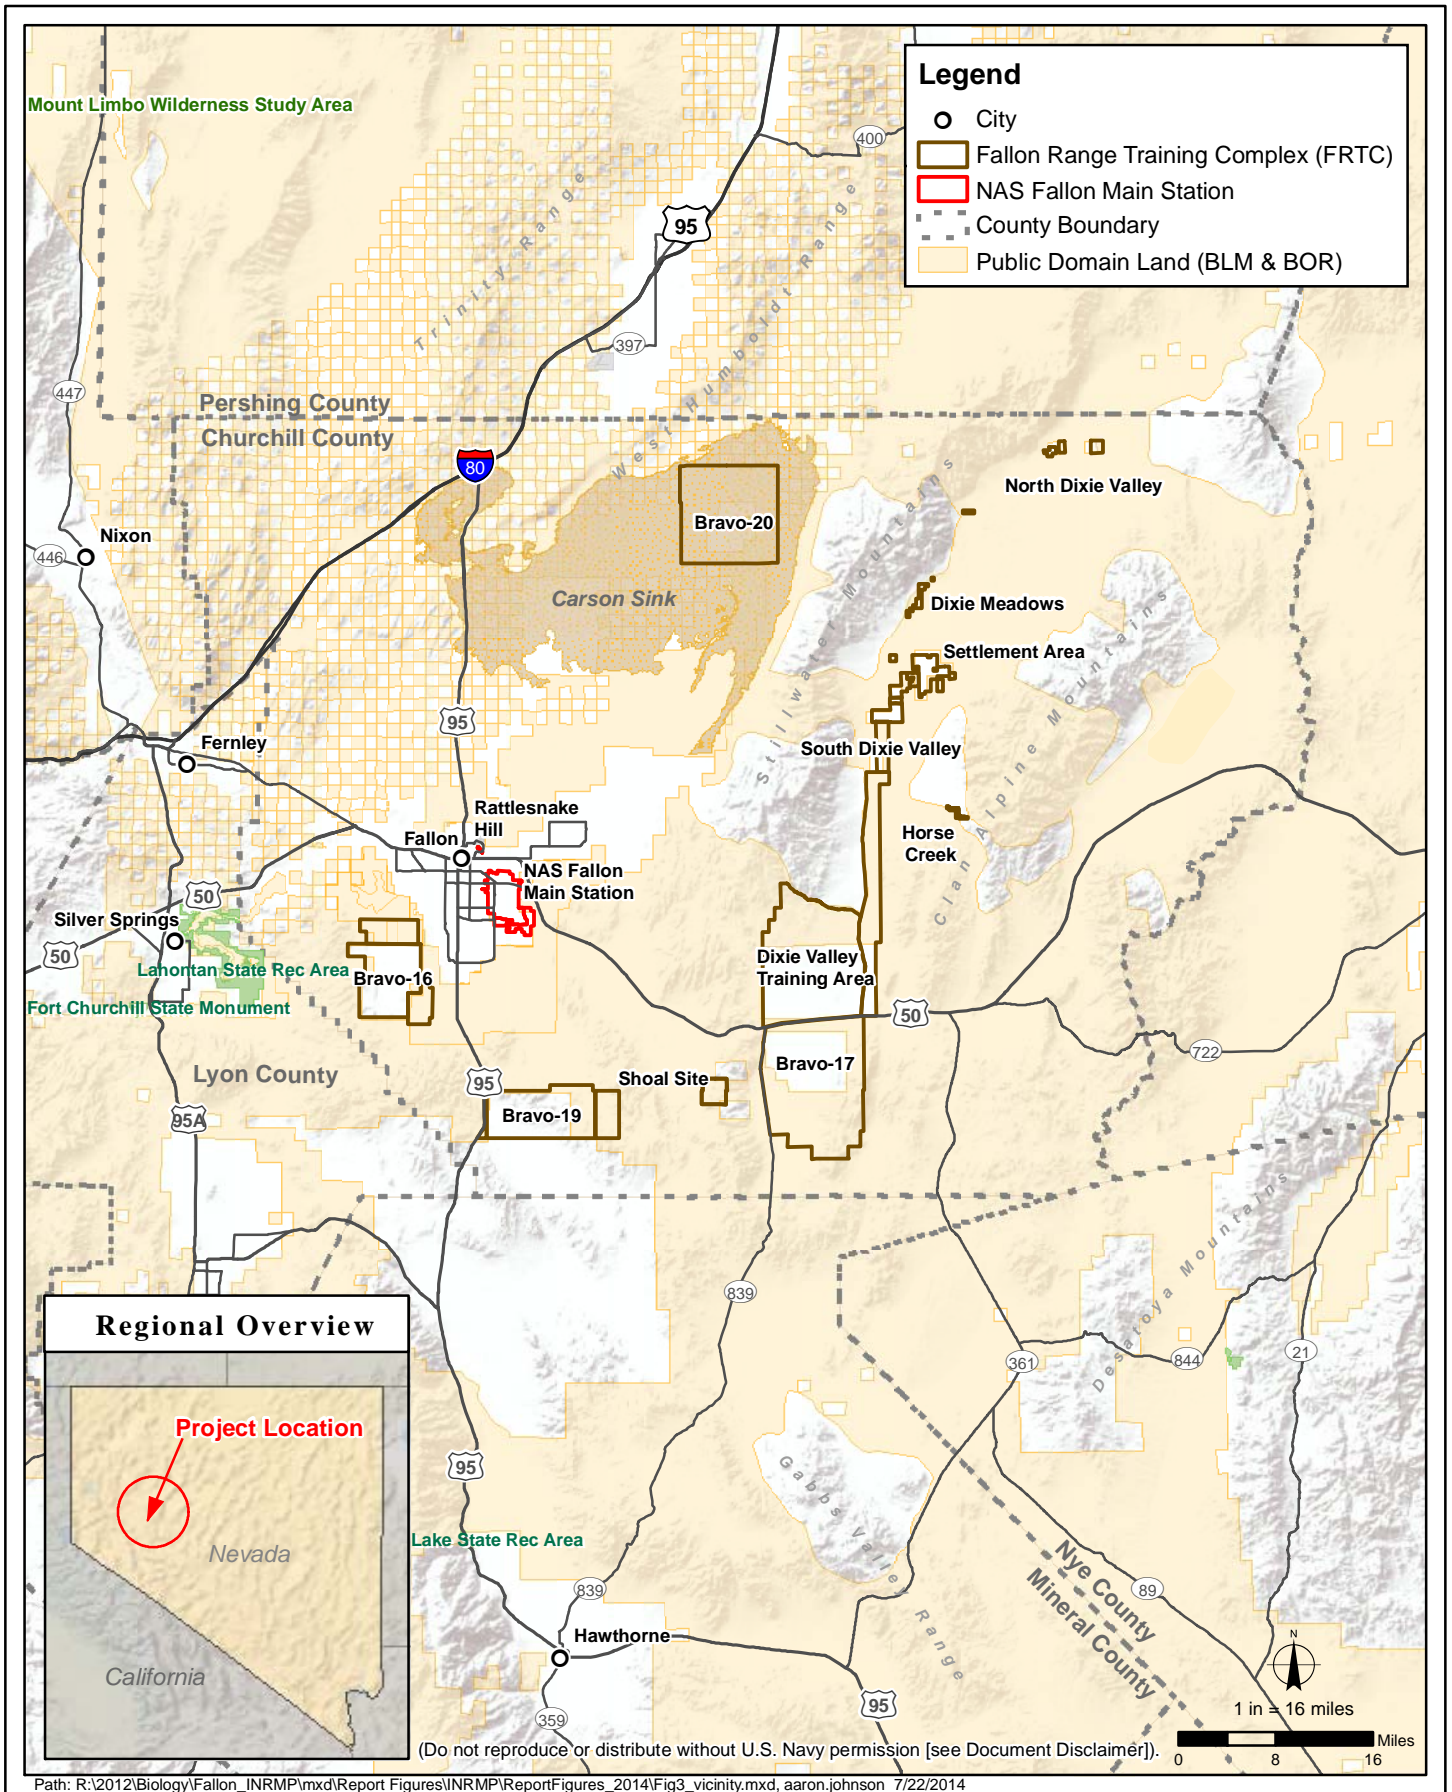 Legend
City
Fallon Range Training Complex (FRTC)
NAS Fallon Main Station
County Boundary
Public Domain Land (BLM & BOR)
Mount Limbo Wilderness Study Area
400
95
Trinity Range
West Humboldt Range
397
447
Pershing County
Churchill County
80
North Dixie Valley
Bravo-20
Nixon
446
Carson Sink
Stillwater Mountains
Dixie Meadows
Settlement Area
Clan Alpine Mountains
95
Fernley
South Dixie Valley
Rattlesnake
Hill
Fallon
Horse
Creek
NAS Fallon
Main Station
50
Silver Springs
50
Lahontan State Rec Area
Bravo-16
Dixie Valley
Training Area
Fort Churchill State Monument
50
722
Lyon County
95
Shoal Site
Bravo-17
95A
Bravo-19
Desatoya Mountains
839
361
844
21
Regional Overview
Project Location
Nevada
California
95
Gabbs Valley Range
Lake State Rec Area
839
Nye County
Mineral County
89
Hawthorne
N
359
95
1 in = 16 miles
Miles
0 8 16
(Do not reproduce or distribute without U.S. Navy permission [see Document Disclaimer]).
Path: R:\2012\Biology\Fallon_INRMP\mxd\Report Figures\INRMP\ReportFigures_2014\Fig3_vicinity.mxd, aaron.johnson 7/22/2014